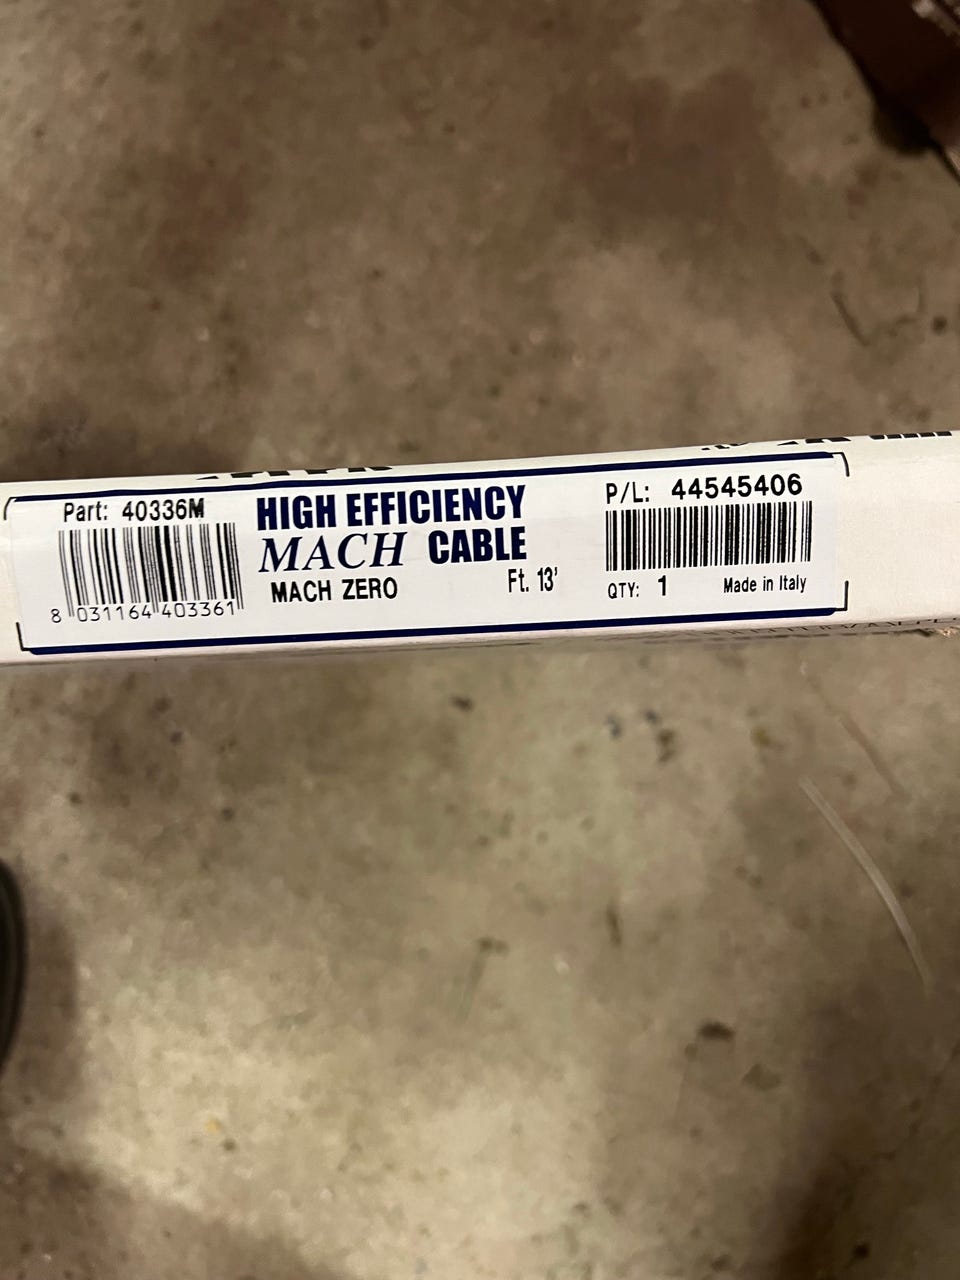 Part: 40336M
8 031164 403361
HIGH EFFICIENCY
MACH CABLE
MACH ZERO
Ft. 13'
P/L: 44545406
QTY: 1
Made in Italy